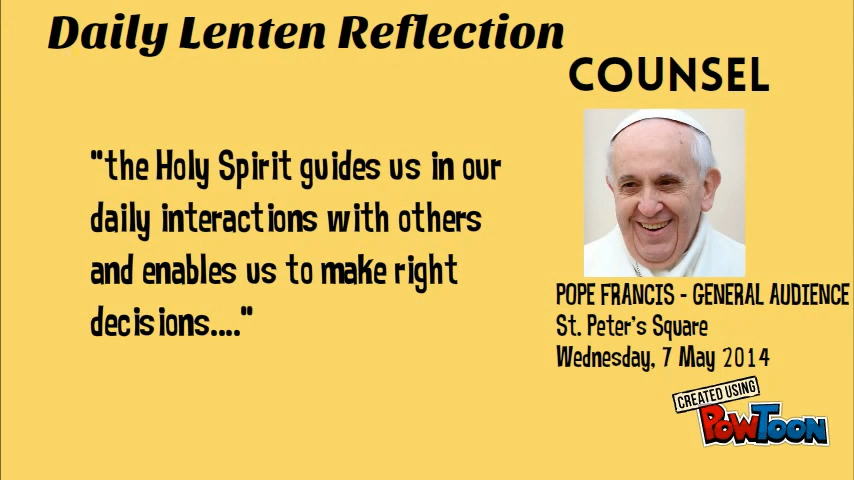 Daily Lenten Reflection
COUNSEL
"the Holy Spirit guides us in our
daily interactions with others
and enables us to make right
decisions...."
POPE FRANCIS - GENERAL AUDIENCE
St. Peter's Square
Wednesday, 7 May 2014
CREATED USING
POWTOON